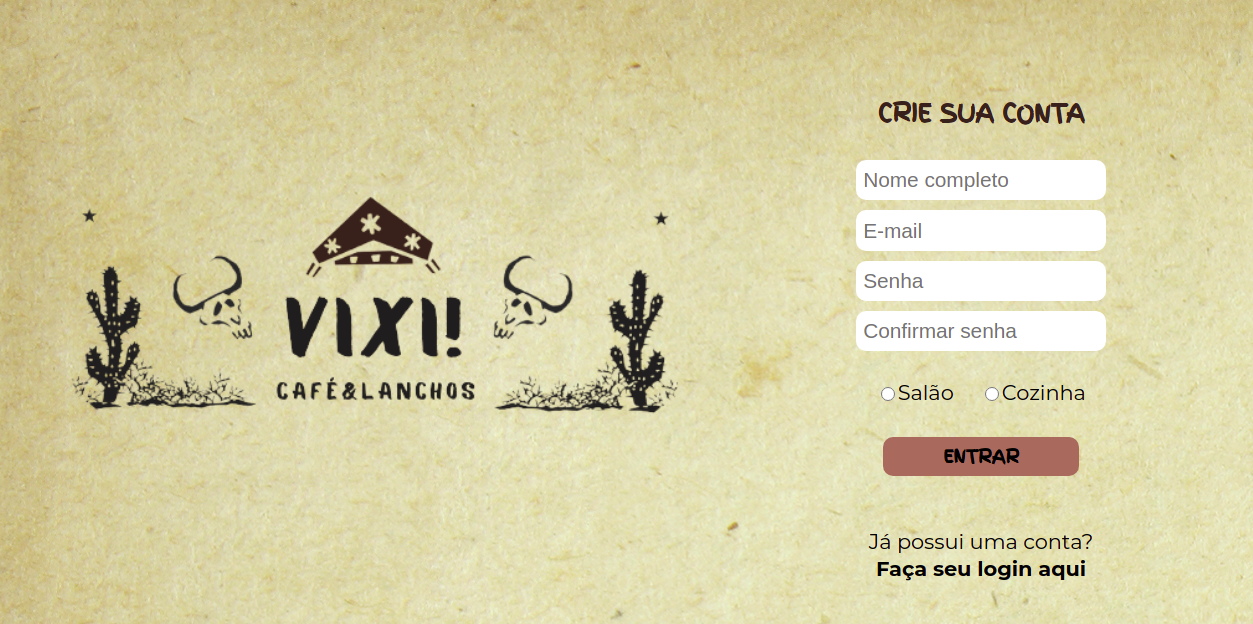 VIXI!
CAFÉ&LANCHOS
CRIE SUA CONTA
Nome completo
E-mail
Senha
Confirmar senha
Salão Cozinha
ENTRAR
Já possui uma conta?
Faça seu login aqui